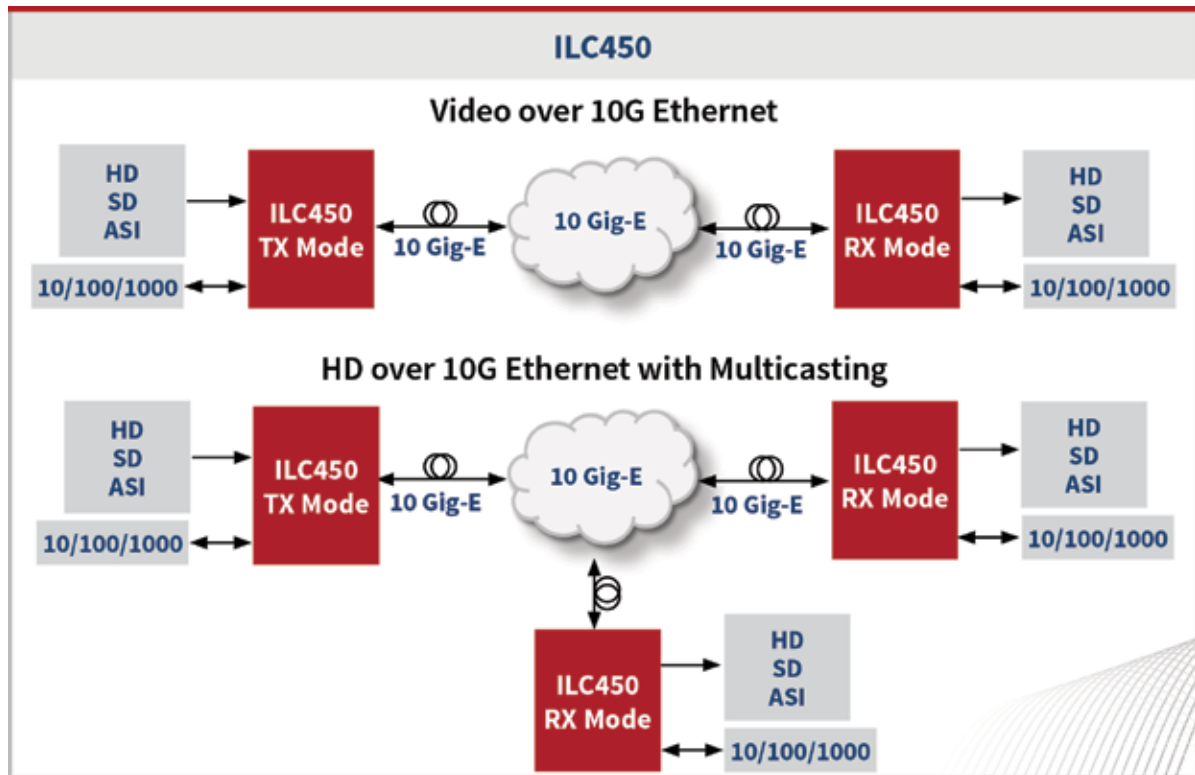 ILC450
Video over 10G Ethernet
HD
SD
ASI
10/100/1000
ILC450
TX Mode
10 Gig-E
10 Gig-E
10 Gig-E
ILC450
RX Mode
HD
SD
ASI
10/100/1000
HD over 10G Ethernet with Multicasting
HD
SD
ASI
10/100/1000
ILC450
TX Mode
10 Gig-E
10 Gig-E
10 Gig-E
ILC450
RX Mode
HD
SD
ASI
10/100/1000
ILC450
RX Mode
HD
SD
ASI
10/100/1000